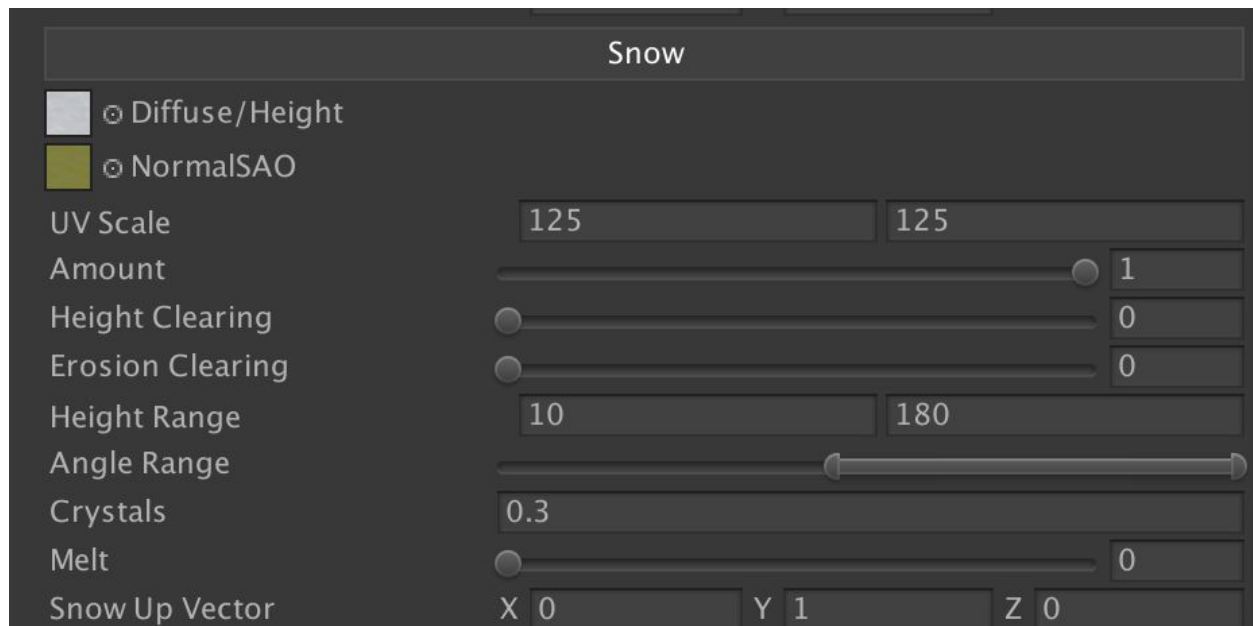 Snow
Diffuse/Height
NormalSAO
UV Scale 125 125
Amount 1
Height Clearing 0
Erosion Clearing 0
Height Range 10 180
Angle Range
Crystals 0.3
Melt 0
Snow Up Vector X 0 Y 1 Z 0